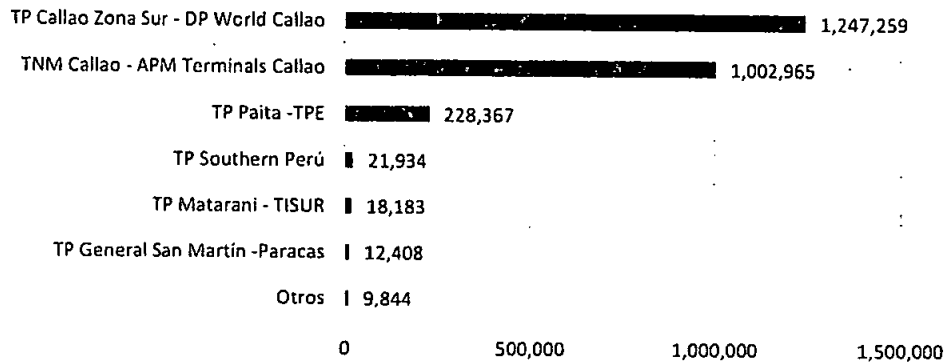 TP Callao Zona Sur - DP World Callao 1,247,259
TNM Callao - APM Terminals Callao 1,002,965
TP Paita -TPE 228,367
TP Southern Perú 21,934
TP Matarani - TISUR 18,183
TP General San Martín -Paracas 12,408
Otros 9,844
0 500,000 1,000,000 1,500,000